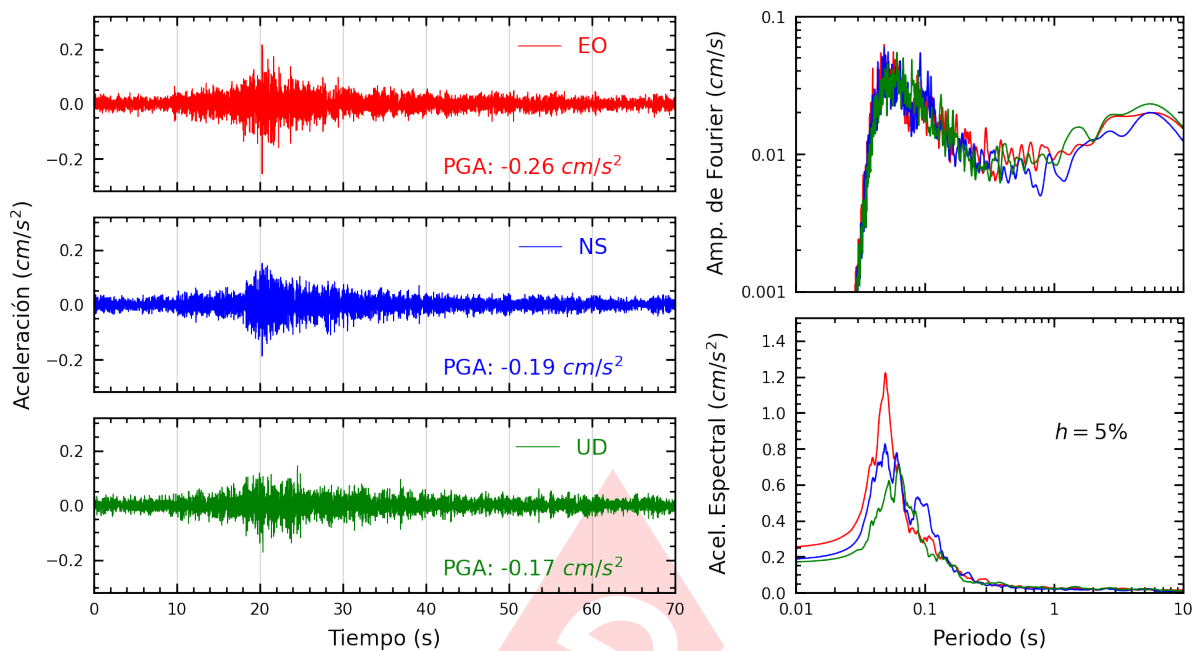 Aceleración (cm/s²)
0.2
0.0
−0.2
EO
PGA: -0.26 cm/s²
0.2
0.0
−0.2
NS
PGA: -0.19 cm/s²
0.2
0.0
−0.2
UD
PGA: -0.17 cm/s²
0 10 20 30 40 50 60 70
Tiempo (s)
Amp. de Fourier (cm/s)
0.1
0.01
0.001
Acel. Espectral (cm/s²)
1.4
1.2
1.0
0.8
0.6
0.4
0.2
0.0
h = 5%
0.01 0.1 1 10
Periodo (s)